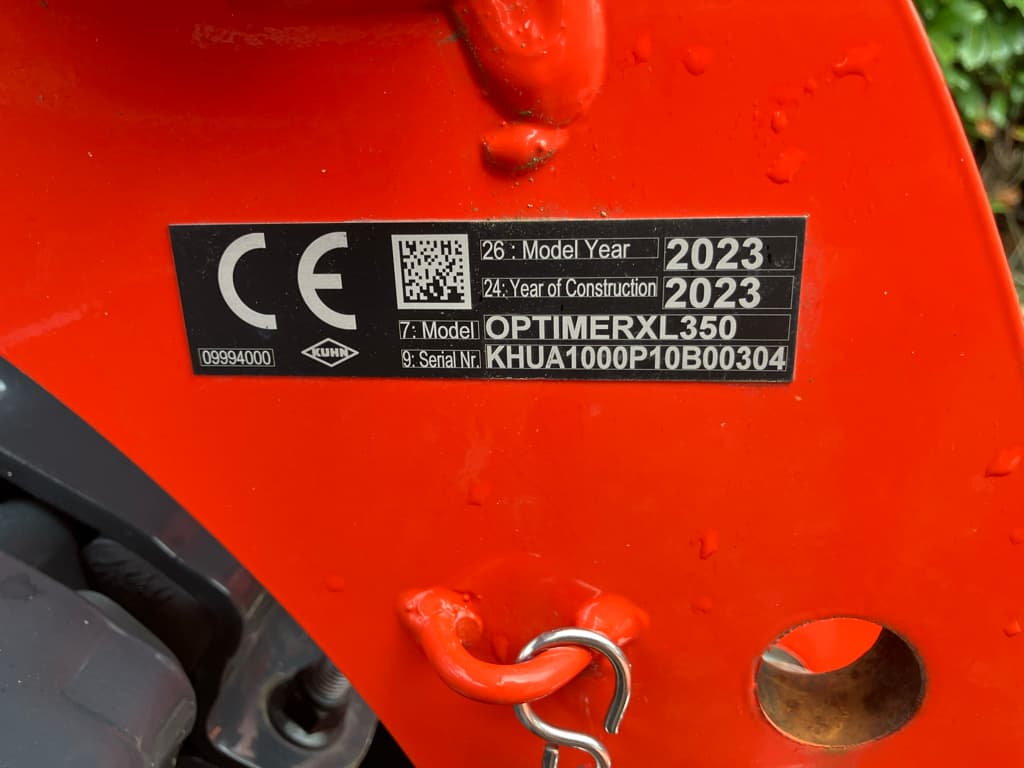 CE
26 : Model Year 2023
24: Year of Construction 2023
7: Model OPTIMERXL350
9: Serial Nr. KHUA1000P10B00304
09994000
KUHN